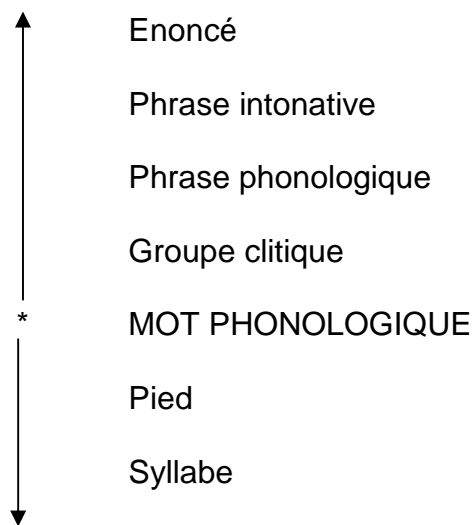 Enoncé
Phrase intonative
Phrase phonologique
Groupe clitique
* MOT PHONOLOGIQUE
Pied
Syllabe